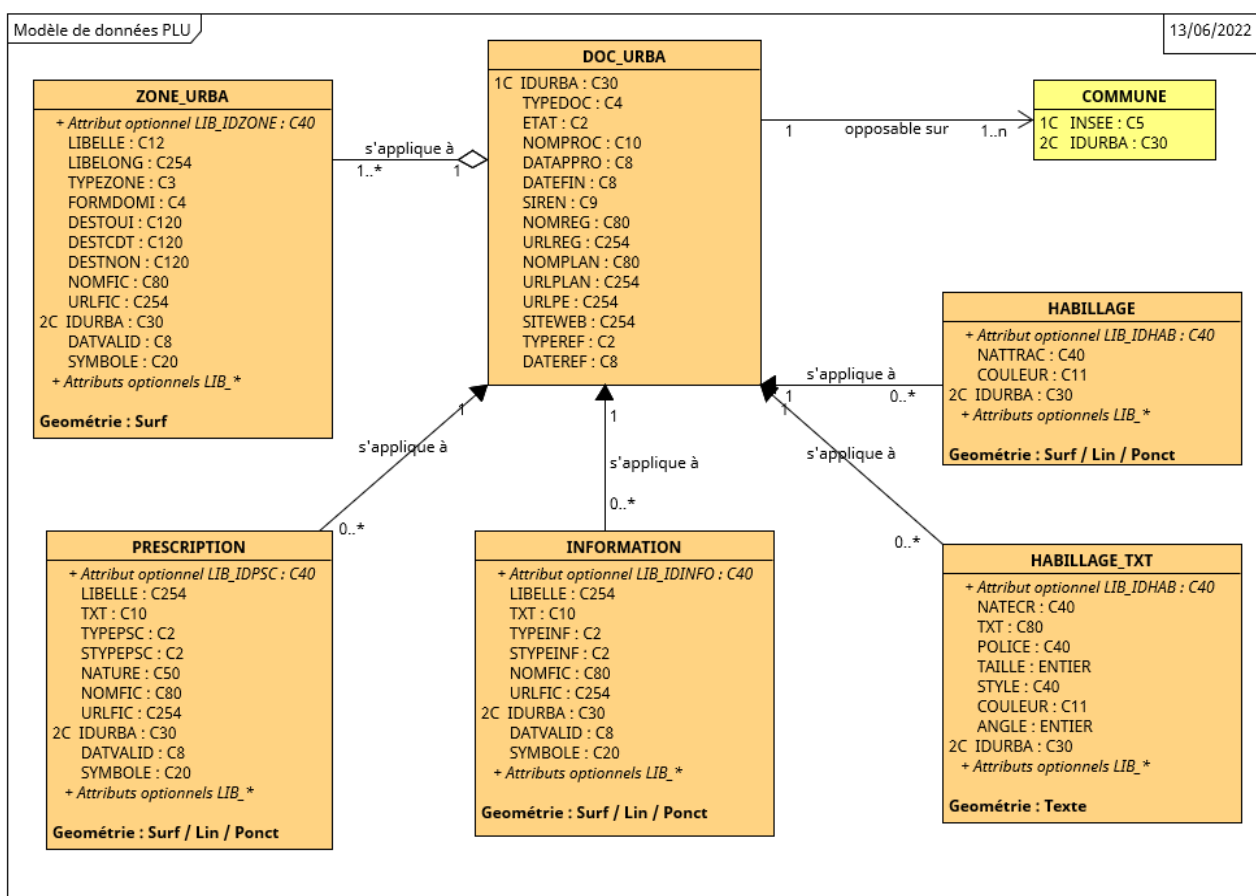 Modèle de données PLU
13/06/2022
DOC_URBA
1C IDURBA : C30
TYPEDOC : C4
ETAT : C2
NOMPROC : C10
DATAPPRO : C8
DATEFIN : C8
SIREN : C9
NOMREG : C80
URLREG : C254
NOMPLAN : C80
URLPLAN : C254
URLPE : C254
SITEWEB : C254
TYPEREF : C2
DATEREF : C8
ZONE_URBA
+ Attribut optionnel LIB_IDZONE : C40
LIBELLE : C12
LIBELONG : C254
TYPEZONE : C3
FORMDOMI : C4
DESTOUI : C120
DESTCDT : C120
DESTNON : C120
NOMFIC : C80
URLFIC : C254
2C IDURBA : C30
DATVALID : C8
SYMBOLE : C20
+ Attributs optionnels LIB_*
Geométrie : Surf
s'applique à
1..*
1
COMMUNE
1C INSEE : C5
2C IDURBA : C30
1
opposable sur
1..n
HABILLAGE
+ Attribut optionnel LIB_IDHAB : C40
NATTRAC : C40
COULEUR : C11
2C IDURBA : C30
+ Attributs optionnels LIB_*
Geométrie : Surf / Lin / Ponct
s'applique à
1
0..*
1
s'applique à
0..*
1
s'applique à
0..*
1
s'applique à
0..*
PRESCRIPTION
+ Attribut optionnel LIB_IDPSC : C40
LIBELLE : C254
TXT : C10
TYPEPSC : C2
STYPEPSC : C2
NATURE : C50
NOMFIC : C80
URLFIC : C254
2C IDURBA : C30
DATVALID : C8
SYMBOLE : C20
+ Attributs optionnels LIB_*
Geométrie : Surf / Lin / Ponct
INFORMATION
+ Attribut optionnel LIB_IDINFO : C40
LIBELLE : C254
TXT : C10
TYPEINF : C2
STYPEINF : C2
NOMFIC : C80
URLFIC : C254
2C IDURBA : C30
DATVALID : C8
SYMBOLE : C20
+ Attributs optionnels LIB_*
Geométrie : Surf / Lin / Ponct
HABILLAGE_TXT
+ Attribut optionnel LIB_IDHAB : C40
NATECR : C40
TXT : C80
POLICE : C40
TAILLE : ENTIER
STYLE : C40
COULEUR : C11
ANGLE : ENTIER
2C IDURBA : C30
+ Attributs optionnels LIB_*
Geométrie : Texte